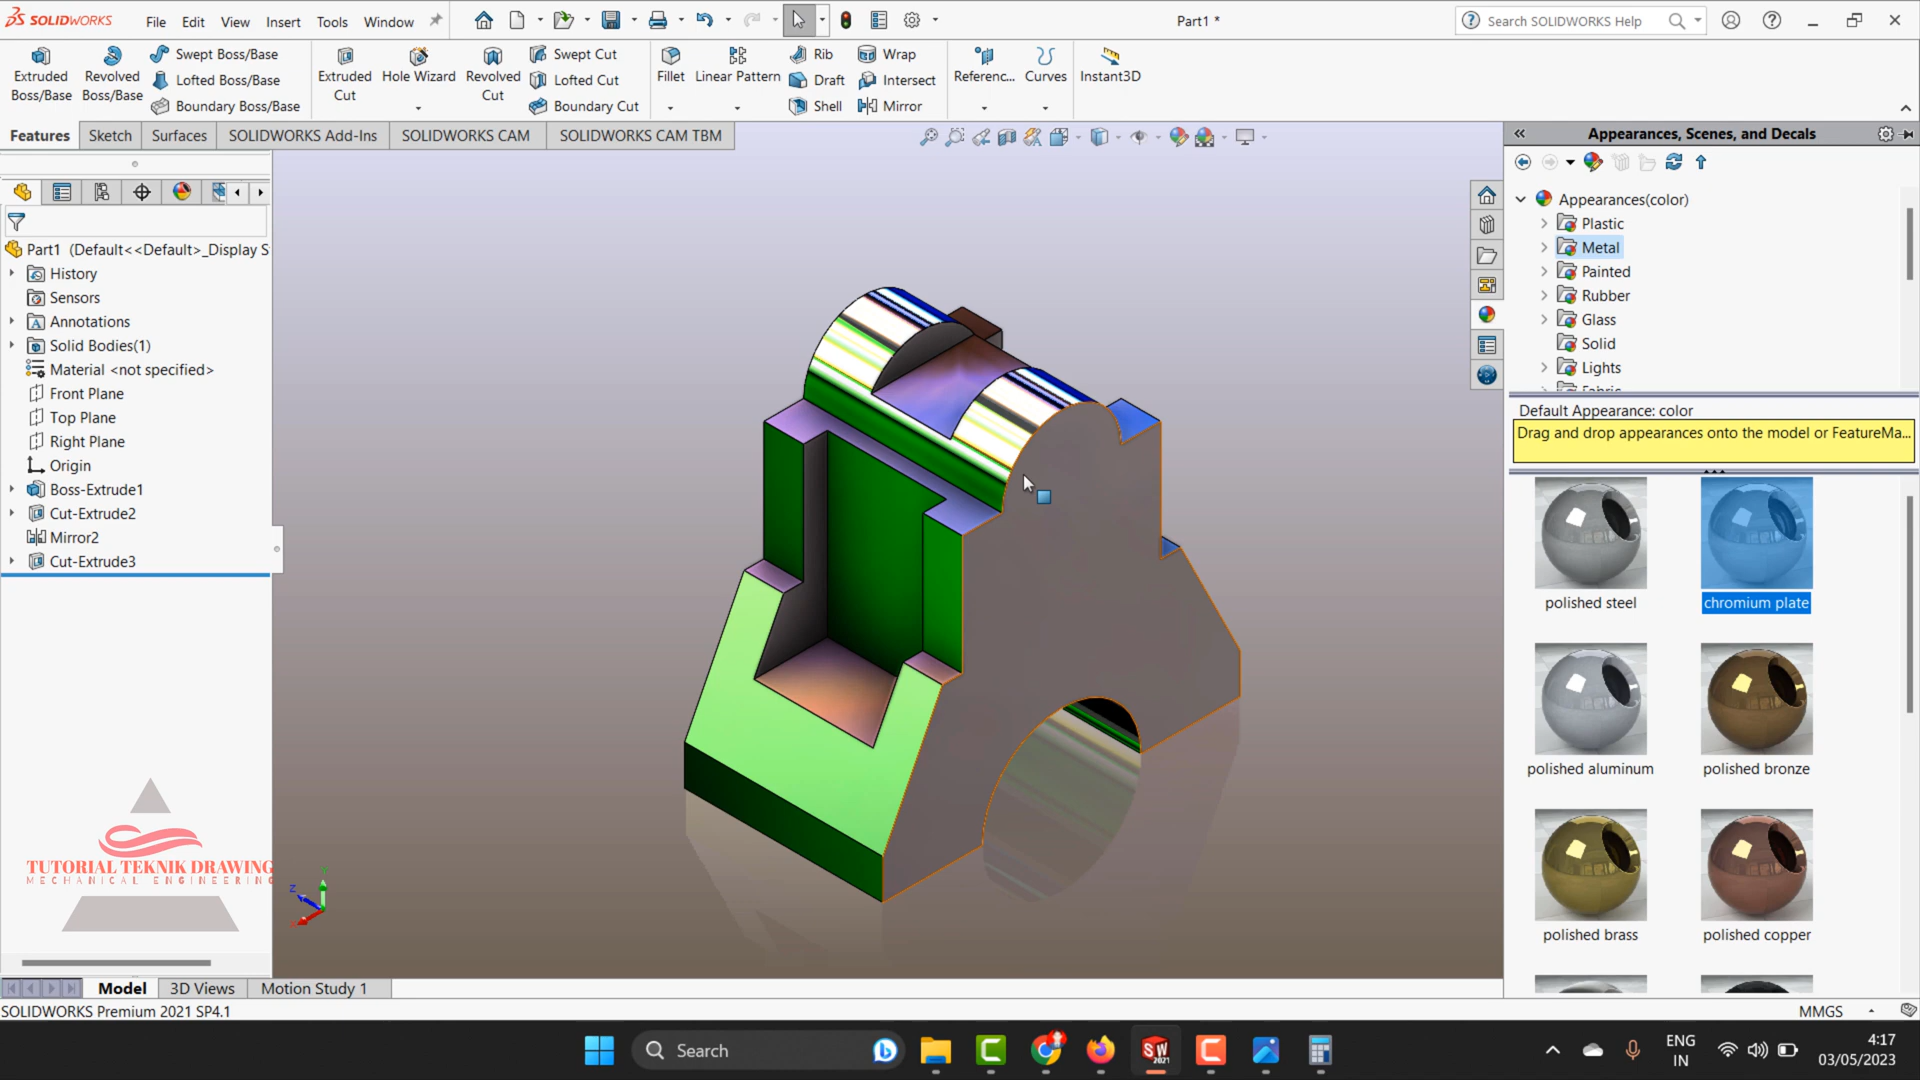 SOLIDWORKS
File Edit View Insert Tools Window
Part1 *
Search SOLIDWORKS Help
Extruded Boss/Base
Revolved Boss/Base
Swept Boss/Base
Lofted Boss/Base
Boundary Boss/Base
Extruded Cut
Hole Wizard
Revolved Cut
Swept Cut
Lofted Cut
Boundary Cut
Fillet
Linear Pattern
Rib
Draft
Shell
Wrap
Intersect
Mirror
Referenc...
Curves
Instant3D
Features Sketch Surfaces SOLIDWORKS Add-Ins SOLIDWORKS CAM SOLIDWORKS CAM TBM
Part1 (Default<<Default>_Display S
History
Sensors
Annotations
Solid Bodies(1)
Material <not specified>
Front Plane
Top Plane
Right Plane
Origin
Boss-Extrude1
Cut-Extrude2
Mirror2
Cut-Extrude3
TUTORIAL TEKNIK DRAWING
MECHANICAL ENGINEERING
Z
Appearances, Scenes, and Decals
Appearances(color)
Plastic
Metal
Painted
Rubber
Glass
Solid
Lights
Fabric
Default Appearance: color
Drag and drop appearances onto the model or FeatureMa...
polished steel
chromium plate
polished aluminum
polished bronze
polished brass
polished copper
Model 3D Views Motion Study 1
SOLIDWORKS Premium 2021 SP4.1
MMGS
Search
SW
2021
ENG
IN
4:17
03/05/2023